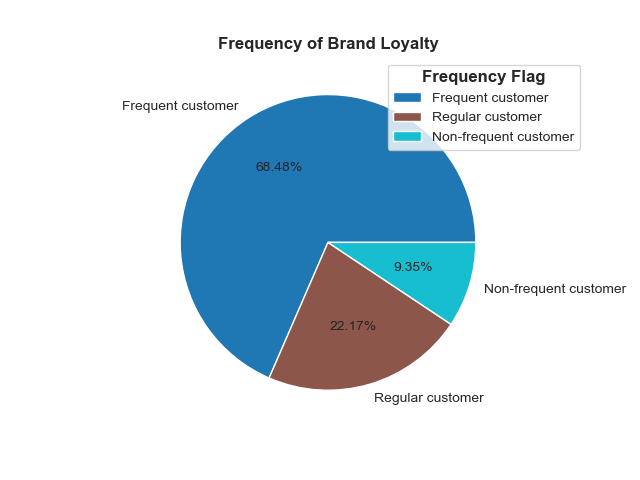 Frequency of Brand Loyalty
Frequency Flag
Frequent customer
Regular customer
Non-frequent customer
Frequent customer
68.48%
9.35%
Non-frequent customer
22.17%
Regular customer